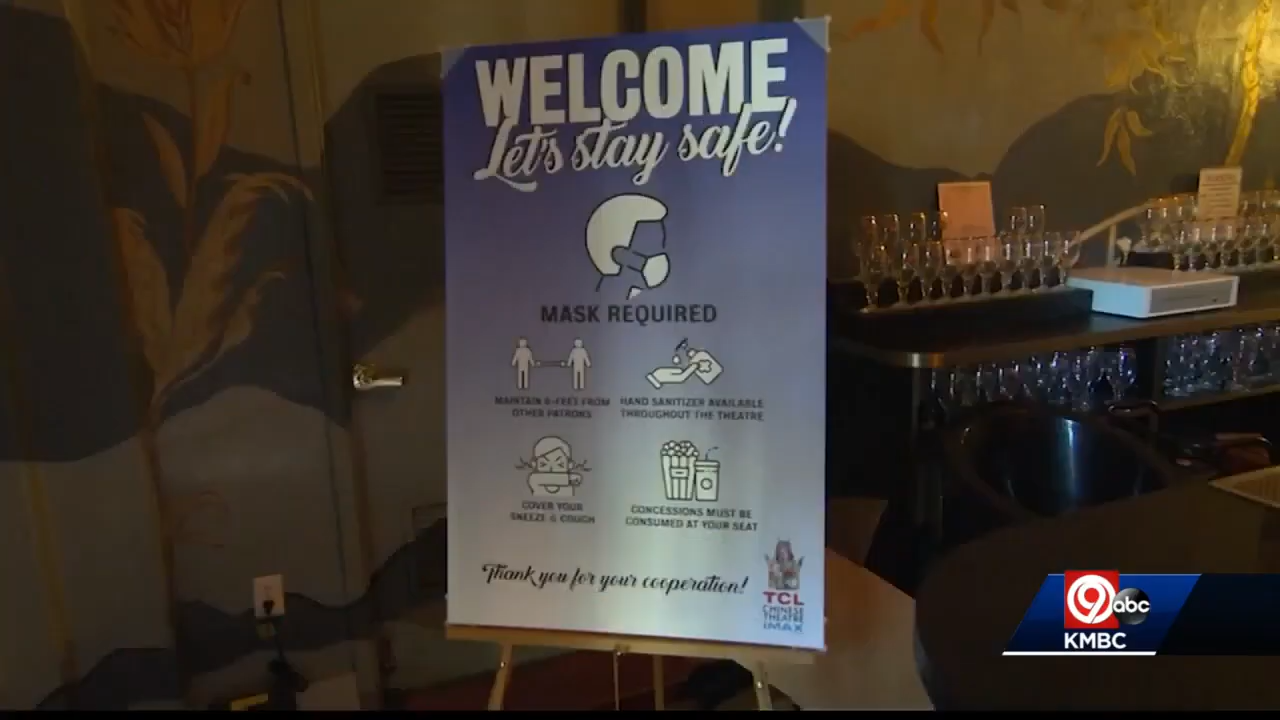 WELCOME
Let's stay safe!
MASK REQUIRED
MAINTAIN 6-FEET FROM
OTHER PATRONS
HAND SANITIZER AVAILABLE
THROUGHOUT THE THEATRE
COVER YOUR
SNEEZE & COUGH
CONCESSIONS MUST BE
CONSUMED AT YOUR SEAT
Thank you for your cooperation!
TCL
CHINESE
THEATRE
IMAX
9 abc
KMBC